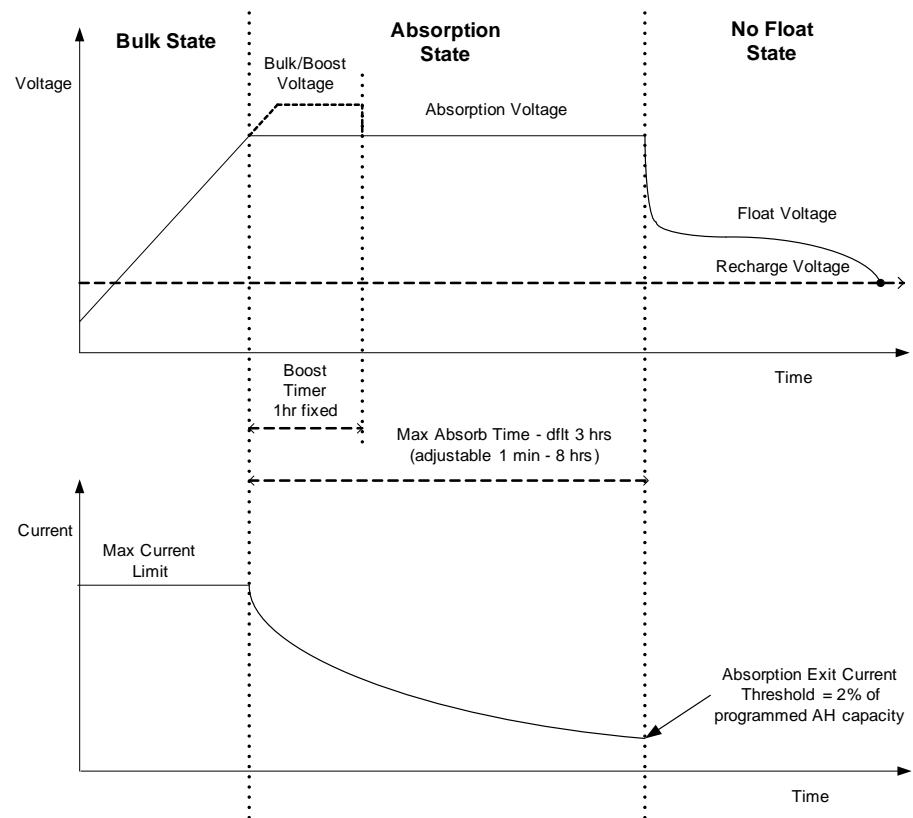 Bulk State
Absorption
State
No Float
State
Voltage
Bulk/Boost
Voltage
Absorption Voltage
Float Voltage
Recharge Voltage
Time
Boost
Timer
1hr fixed
Max Absorb Time - dflt 3 hrs
(adjustable 1 min - 8 hrs)
Current
Max Current
Limit
Absorption Exit Current
Threshold = 2% of
programmed AH capacity
Time